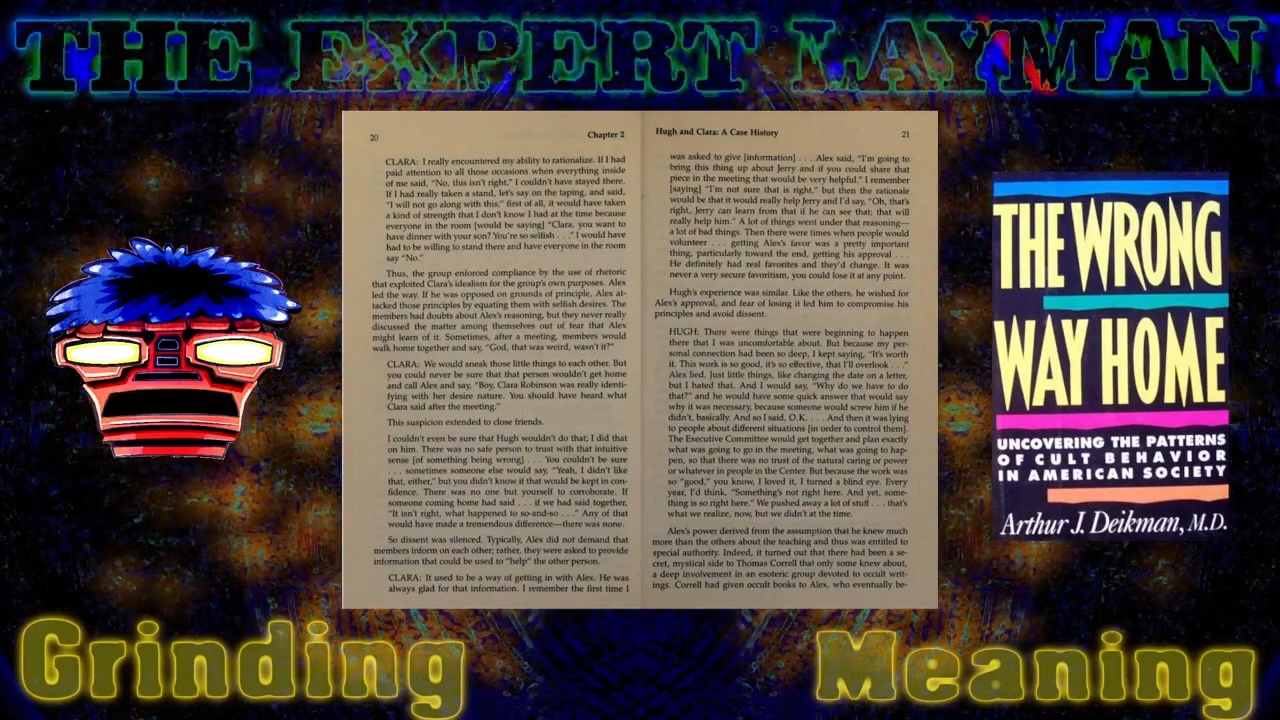 THE EXPERT LAYMAN
20
Chapter 2
CLARA: I really encountered my ability to rationalize. If I had
paid attention to all those occasions when everything inside
of me said, "No, this isn't right," I couldn't have stayed there.
If I had really taken a stand, let's say on the taping, and said,
"I will not go along with this," first of all, it would have taken
a kind of strength that I don't know I had at the time because
everyone in the room [would be saying] "Clara, you want to
have dinner with your son? You're so selfish . . ." I would have
had to be willing to stand there and have everyone in the room
say "No."
Thus, the group enforced compliance by the use of rhetoric
that exploited Clara's idealism for the group's own purposes. Alex
led the way. If he was opposed on grounds of principle, Alex at-
tacked those principles by equating them with selfish desires. The
members had doubts about Alex's reasoning, but they never really
discussed the matter among themselves out of fear that Alex
might learn of it. Sometimes, after a meeting, members would
walk home together and say, "God, that was weird, wasn't it?"
CLARA: We would sneak those little things to each other. But
you could never be sure that that person wouldn't get home
and call Alex and say, "Boy, Clara Robinson was really identi-
fying with her desire nature. You should have heard what
Clara said after the meeting."
This suspicion extended to close friends.
I couldn't even be sure that Hugh wouldn't do that; I did that
on him. There was no safe person to trust with that intuitive
sense [of something being wrong] . . . You couldn't be sure
. . . sometimes someone else would say, "Yeah, I didn't like
that, either," but you didn't know if that would be kept in con-
fidence. There was no one but yourself to corroborate. If
someone coming home had said . . . if we had said together,
"It isn't right, what happened to so-and-so . . ." Any of that
would have made a tremendous difference—there was none.
So dissent was silenced. Typically, Alex did not demand that
members inform on each other; rather, they were asked to provide
information that could be used to "help" the other person.
CLARA: It used to be a way of getting in with Alex. He was
always glad for that information. I remember the first time I
Hugh and Clara: A Case History
21
was asked to give [information] . . . Alex said, "I'm going to
bring this thing up about Jerry and if you could share that
piece in the meeting that would be very helpful." I remember
[saying] "I'm not sure that is right," but then the rationale
would be that it would really help Jerry and I'd say, "Oh, that's
right, Jerry can learn from that if he can see that; that will
really help him." A lot of things went under that reasoning—
a lot of bad things. Then there were times when people would
volunteer . . . getting Alex's favor was a pretty important
thing, particularly toward the end, getting his approval . . .
He definitely had real favorites and they'd change. It was
never a very secure favoritism, you could lose it at any point.
Hugh's experience was similar. Like the others, he wished for
Alex's approval, and fear of losing it led him to compromise his
principles and avoid dissent.
HUGH: There were things that were beginning to happen
there that I was uncomfortable about. But because my per-
sonal connection had been so deep, I kept saying, "It's worth
it. This work is so good, it's so effective, that I'll overlook . . ."
Alex lied. Just little things, like changing the date on a letter,
but I hated that. And I would say, "Why do we have to do
that?" and he would have some quick answer that would say
why it was necessary, because someone would screw him if he
didn't, basically. And so I said, O.K. . . . And then it was lying
to people about different situations [in order to control them].
The Executive Committee would get together and plan exactly
what was going to go in the meeting, what was going to hap-
pen, so that there was no trust of the natural caring or power
or whatever in people in the Center. But because the work was
so "good," you know, I loved it, I turned a blind eye. Every
year, I'd think, "Something's not right here. And yet, some-
thing is so right here." We pushed away a lot of stuff . . . that's
what we realize, now, but we didn't at the time.
Alex's power derived from the assumption that he knew much
more than the others about the teaching and thus was entitled to
special authority. Indeed, it turned out that there had been a se-
cret, mystical side to Thomas Correll that only some knew about,
a deep involvement in an esoteric group devoted to occult writ-
ings. Correll had given occult books to Alex, who eventually be-
THE WRONG
WAY HOME
UNCOVERING THE PATTERNS
OF CULT BEHAVIOR
IN AMERICAN SOCIETY
Arthur J. Deikman, M.D.
Grinding
Meaning